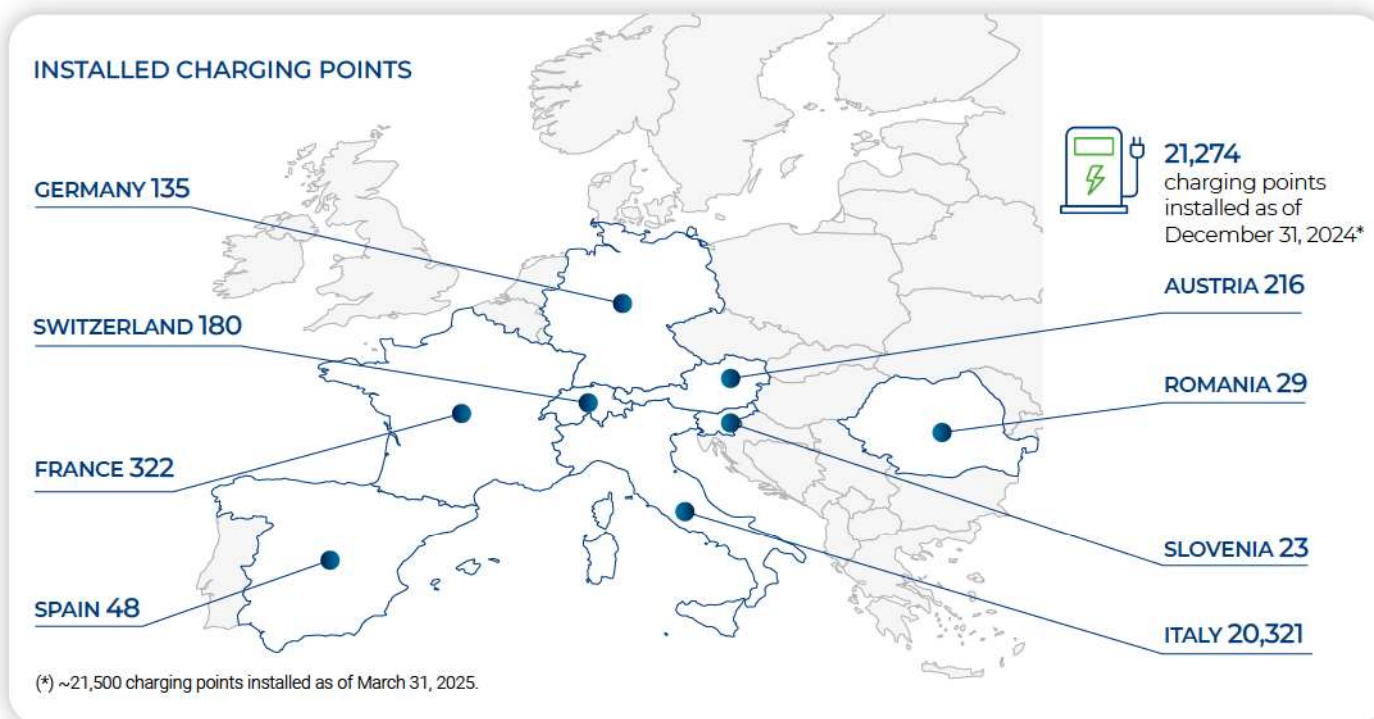 INSTALLED CHARGING POINTS
21,274
charging points
installed as of
December 31, 2024*
GERMANY 135
SWITZERLAND 180
FRANCE 322
SPAIN 48
AUSTRIA 216
ROMANIA 29
SLOVENIA 23
ITALY 20,321
(*) ~21,500 charging points installed as of March 31, 2025.